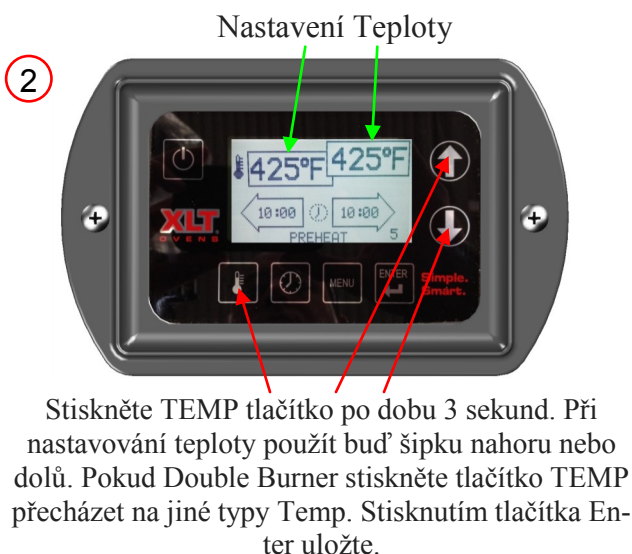 Nastavení Teploty
2
425°F 425°F
10:00 10:00
PREHEAT 5
XLT
OVENS
MENU
ENTER
Simple.
Smart.
Stiskněte TEMP tlačítko po dobu 3 sekund. Při
nastavování teploty použít buď šipku nahoru nebo
dolů. Pokud Double Burner stiskněte tlačítko TEMP
přecházet na jiné typy Temp. Stisknutím tlačítka En-
ter uložte.